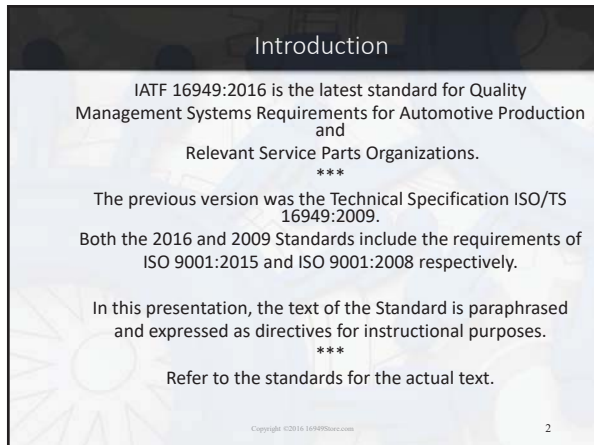 Introduction
IATF 16949:2016 is the latest standard for Quality
Management Systems Requirements for Automotive Production
and
Relevant Service Parts Organizations.
***
The previous version was the Technical Specification ISO/TS
16949:2009.
Both the 2016 and 2009 Standards include the requirements of
ISO 9001:2015 and ISO 9001:2008 respectively.
In this presentation, the text of the Standard is paraphrased
and expressed as directives for instructional purposes.
***
Refer to the standards for the actual text.
Copyright ©2016 16949Store.com
2